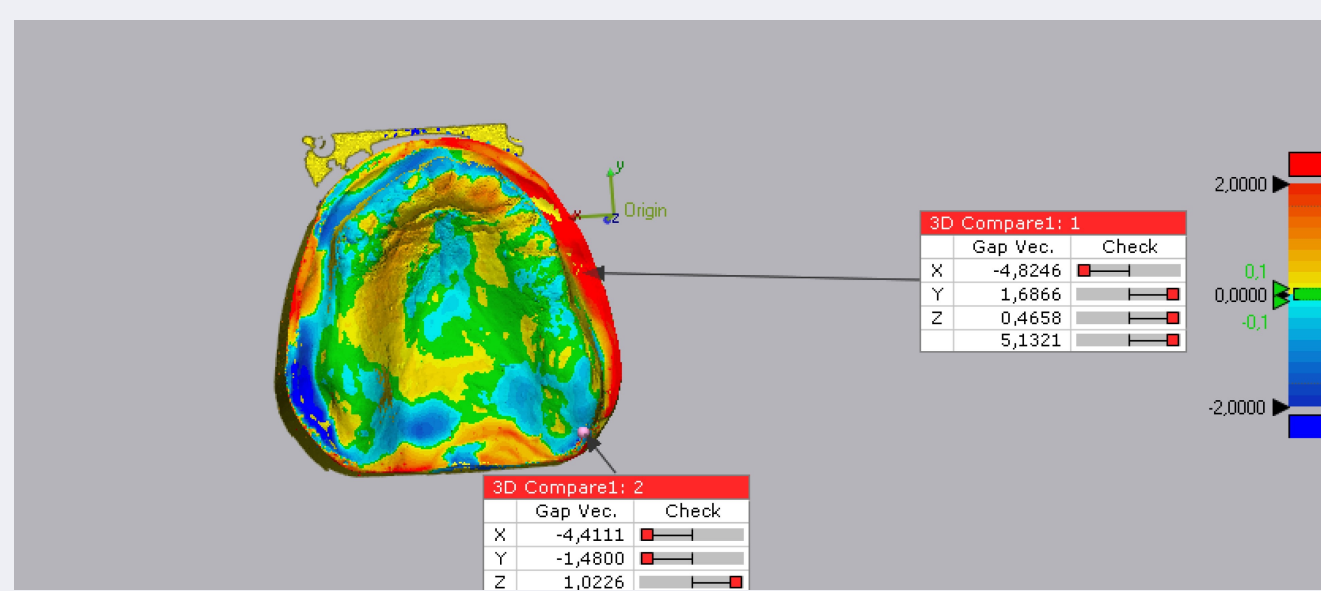 y
x
z
Origin
3D Compare1: 1
Gap Vec. Check
X -4,8246
Y 1,6866
Z 0,4658
5,1321
2,0000
0,1
0,0000
-0,1
-2,0000
3D Compare1: 2
Gap Vec. Check
X -4,4111
Y -1,4800
Z 1,0226